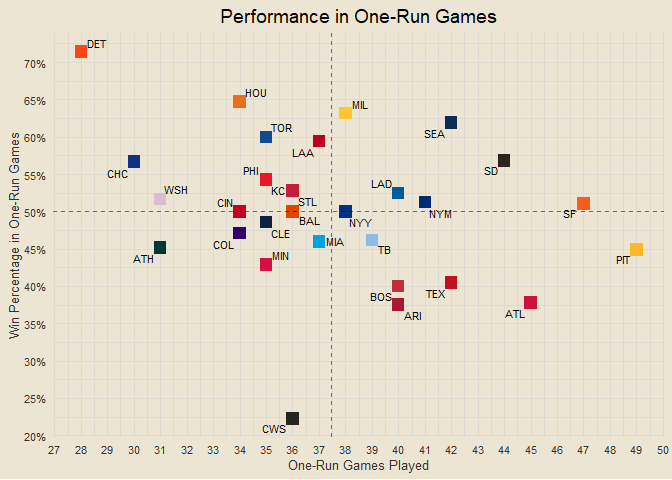 Performance in One-Run Games
DET
70%
HOU
65%
MIL
TOR
SEA
60%
LAA
PHI
SD
CHC
55%
LAD
KC
WSH
STL
CIN
50%
BAL
NYY
NYM
SF
COL
CLE
MIA
45%
ATH
MIN
TB
PIT
40%
BOS
TEX
ARI
ATL
35%
30%
25%
CWS
20%
Win Percentage in One-Run Games
27 28 29 30 31 32 33 34 35 36 37 38 39 40 41 42 43 44 45 46 47 48 49 50
One-Run Games Played